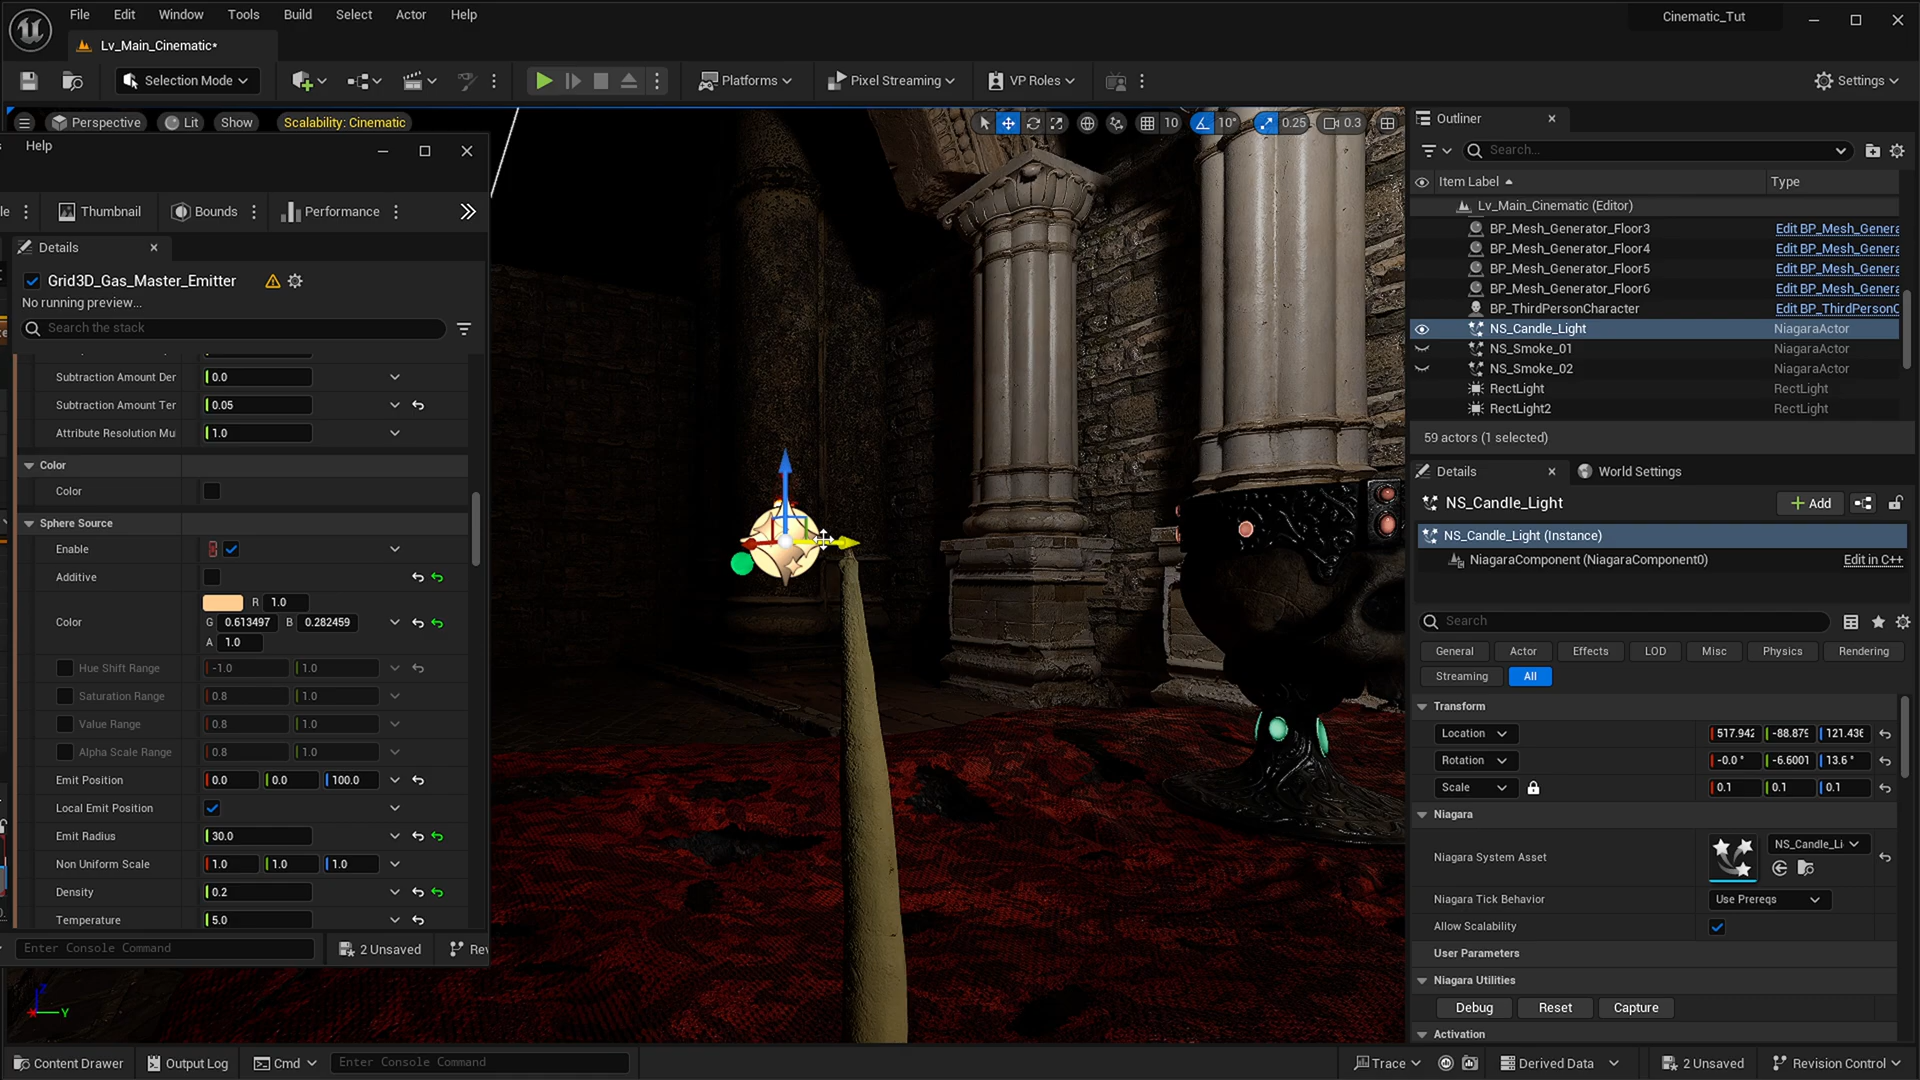 File Edit Window Tools Build Select Actor Help
Cinematic_Tut
Lv_Main_Cinematic*
Selection Mode
Platforms
Pixel Streaming
VP Roles
Settings
Perspective Lit Show Scalability: Cinematic
10 10° 0.25 0.3
Help
Thumbnail Bounds Performance
Details
Grid3D_Gas_Master_Emitter
No running preview...
Search the stack
Subtraction Amount Der 0.0
Subtraction Amount Ter 0.05
Attribute Resolution Mu 1.0
Color
Color
Sphere Source
Enable
Additive
R 1.0
Color G 0.613497 B 0.282459
A 1.0
Hue Shift Range -1.0 1.0
Saturation Range 0.8 1.0
Value Range 0.8 1.0
Alpha Scale Range 0.8 1.0
Emit Position 0.0 0.0 100.0
Local Emit Position
Emit Radius 30.0
Non Uniform Scale 1.0 1.0 1.0
Density 0.2
Temperature 5.0
Enter Console Command 2 Unsaved Rev
Z
X Y
Outliner
Search...
Item Label Type
Lv_Main_Cinematic (Editor)
BP_Mesh_Generator_Floor3 Edit BP_Mesh_Genera
BP_Mesh_Generator_Floor4 Edit BP_Mesh_Genera
BP_Mesh_Generator_Floor5 Edit BP_Mesh_Genera
BP_Mesh_Generator_Floor6 Edit BP_Mesh_Genera
BP_ThirdPersonCharacter Edit BP_ThirdPersonC
NS_Candle_Light NiagaraActor
NS_Smoke_01 NiagaraActor
NS_Smoke_02 NiagaraActor
RectLight RectLight
RectLight2 RectLight
59 actors (1 selected)
Details World Settings
NS_Candle_Light Add
NS_Candle_Light (Instance)
NiagaraComponent (NiagaraComponent0) Edit in C++
Search
General Actor Effects LOD Misc Physics Rendering
Streaming All
Transform
Location 517.942 -88.879 121.436
Rotation -0.0 ° -6.6001 13.6 °
Scale 0.1 0.1 0.1
Niagara
Niagara System Asset NS_Candle_Li
Niagara Tick Behavior Use Prereqs
Allow Scalability
User Parameters
Niagara Utilities
Debug Reset Capture
Activation
Content Drawer Output Log Cmd Enter Console Command Trace Derived Data 2 Unsaved Revision Control